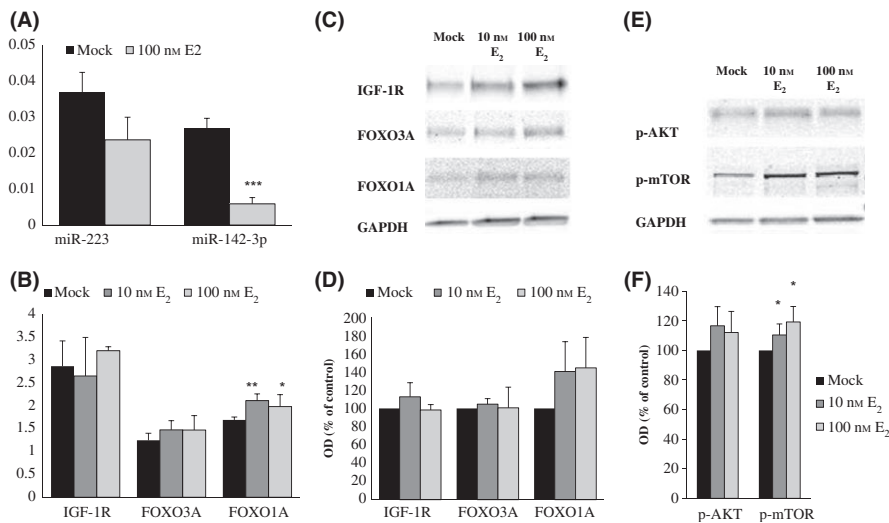 (A)
Mock 100 nM E2
0.05
0.04
0.03
0.02
0.01
0
***
miR-223 miR-142-3p
(B)
Mock 10 nM E2 100 nM E2
4
3.5
3
2.5
2
1.5
1
0.5
0
** *
IGF-1R FOXO3A FOXO1A
(C)
Mock 10 nM E2 100 nM E2
IGF-1R
FOXO3A
FOXO1A
GAPDH
(D)
Mock 10 nM E2 100 nM E2
OD (% of control)
200
180
160
140
120
100
80
60
40
20
0
IGF-1R FOXO3A FOXO1A
(E)
Mock 10 nM E2 100 nM E2
p-AKT
p-mTOR
GAPDH
(F)
OD (% of control)
140
120
100
80
60
40
20
0
* *
p-AKT p-mTOR
Mock
10 nM E2
100 nM E2